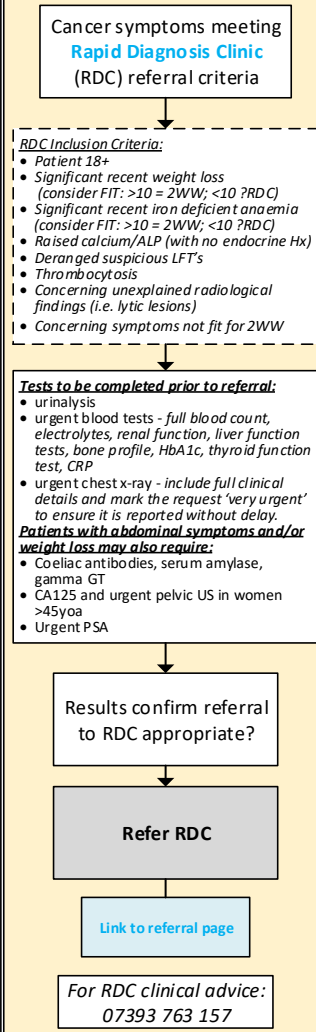 Cancer symptoms meeting
Rapid Diagnosis Clinic
(RDC) referral criteria
RDC Inclusion Criteria:
• Patient 18+
• Significant recent weight loss
(consider FIT: >10 = 2WW; <10 ?RDC)
• Significant recent iron deficient anaemia
(consider FIT: >10 = 2WW; <10 ?RDC)
• Raised calcium/ALP (with no endocrine Hx)
• Deranged suspicious LFT's
• Thrombocytosis
• Concerning unexplained radiological
findings (i.e. lytic lesions)
• Concerning symptoms not fit for 2WW
Tests to be completed prior to referral:
• urinalysis
• urgent blood tests - full blood count,
electrolytes, renal function, liver function
tests, bone profile, HbA1c, thyroid function
test, CRP
• urgent chest x-ray - include full clinical
details and mark the request 'very urgent'
to ensure it is reported without delay.
Patients with abdominal symptoms and/or
weight loss may also require:
• Coeliac antibodies, serum amylase,
gamma GT
• CA125 and urgent pelvic US in women
>45yoa
• Urgent PSA
Results confirm referral
to RDC appropriate?
Refer RDC
Link to referral page
For RDC clinical advice:
07393 763 157